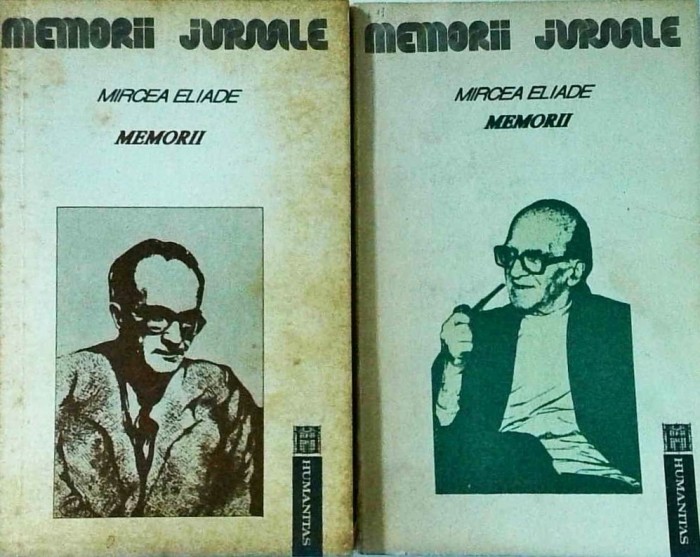 MEMORII JURNALE
MIRCEA ELIADE
MEMORII
HUMANITAS
MEMORII JURNALE
MIRCEA ELIADE
MEMORII
HUMANITAS